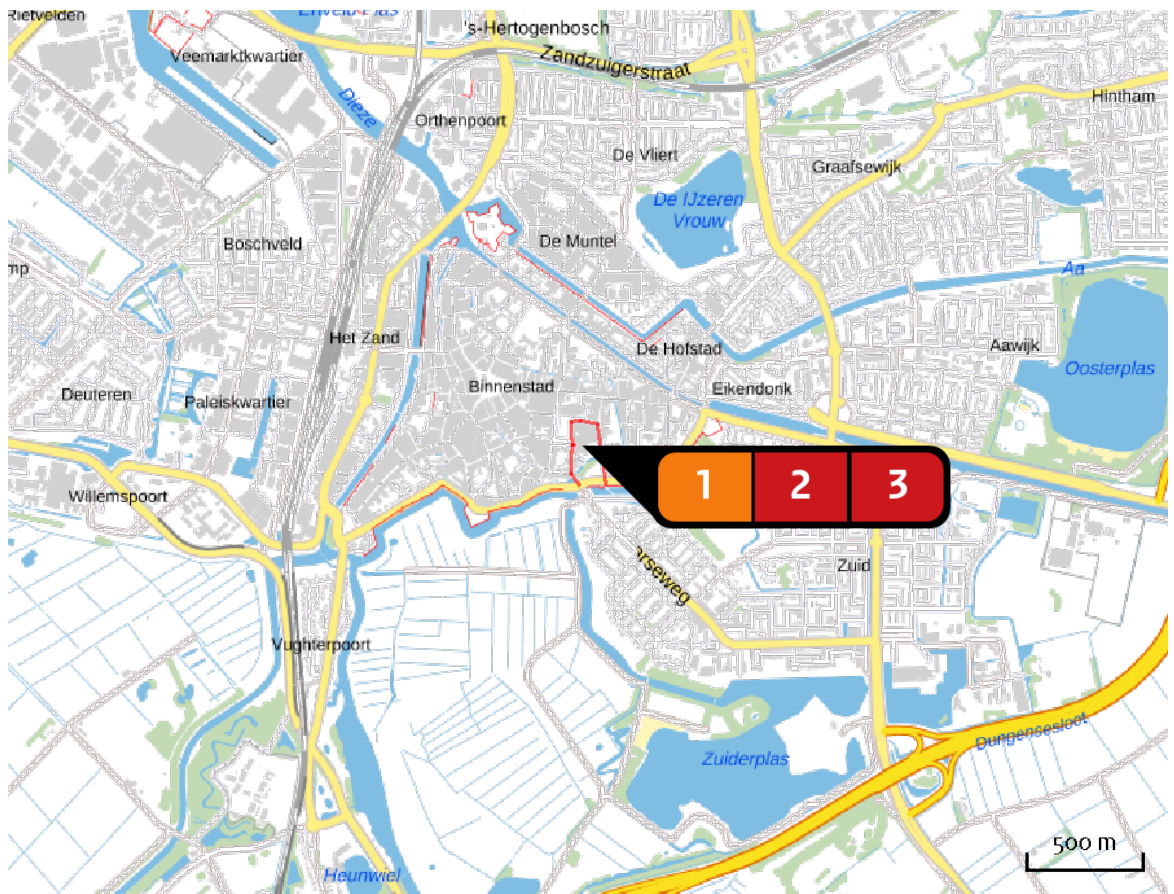 Rietvelden
's-Hertogenbosch
Veemarktkwartier
Zandzuigerstraat
Hintham
Dieze
Orthenpoort
De Vliert
Graafsewijk
De IJzeren
Vrouw
Boschveld
De Muntel
Aa
Het Zand
De Hofstad
Aawijk
Oosterplas
Binnenstad
Eikendonk
Deuteren
Paleiskwartier
1 2 3
Willemspoort
Zuid
Vughterpoort
Dungensesloot
Zuiderplas
500 m
Heunwiel